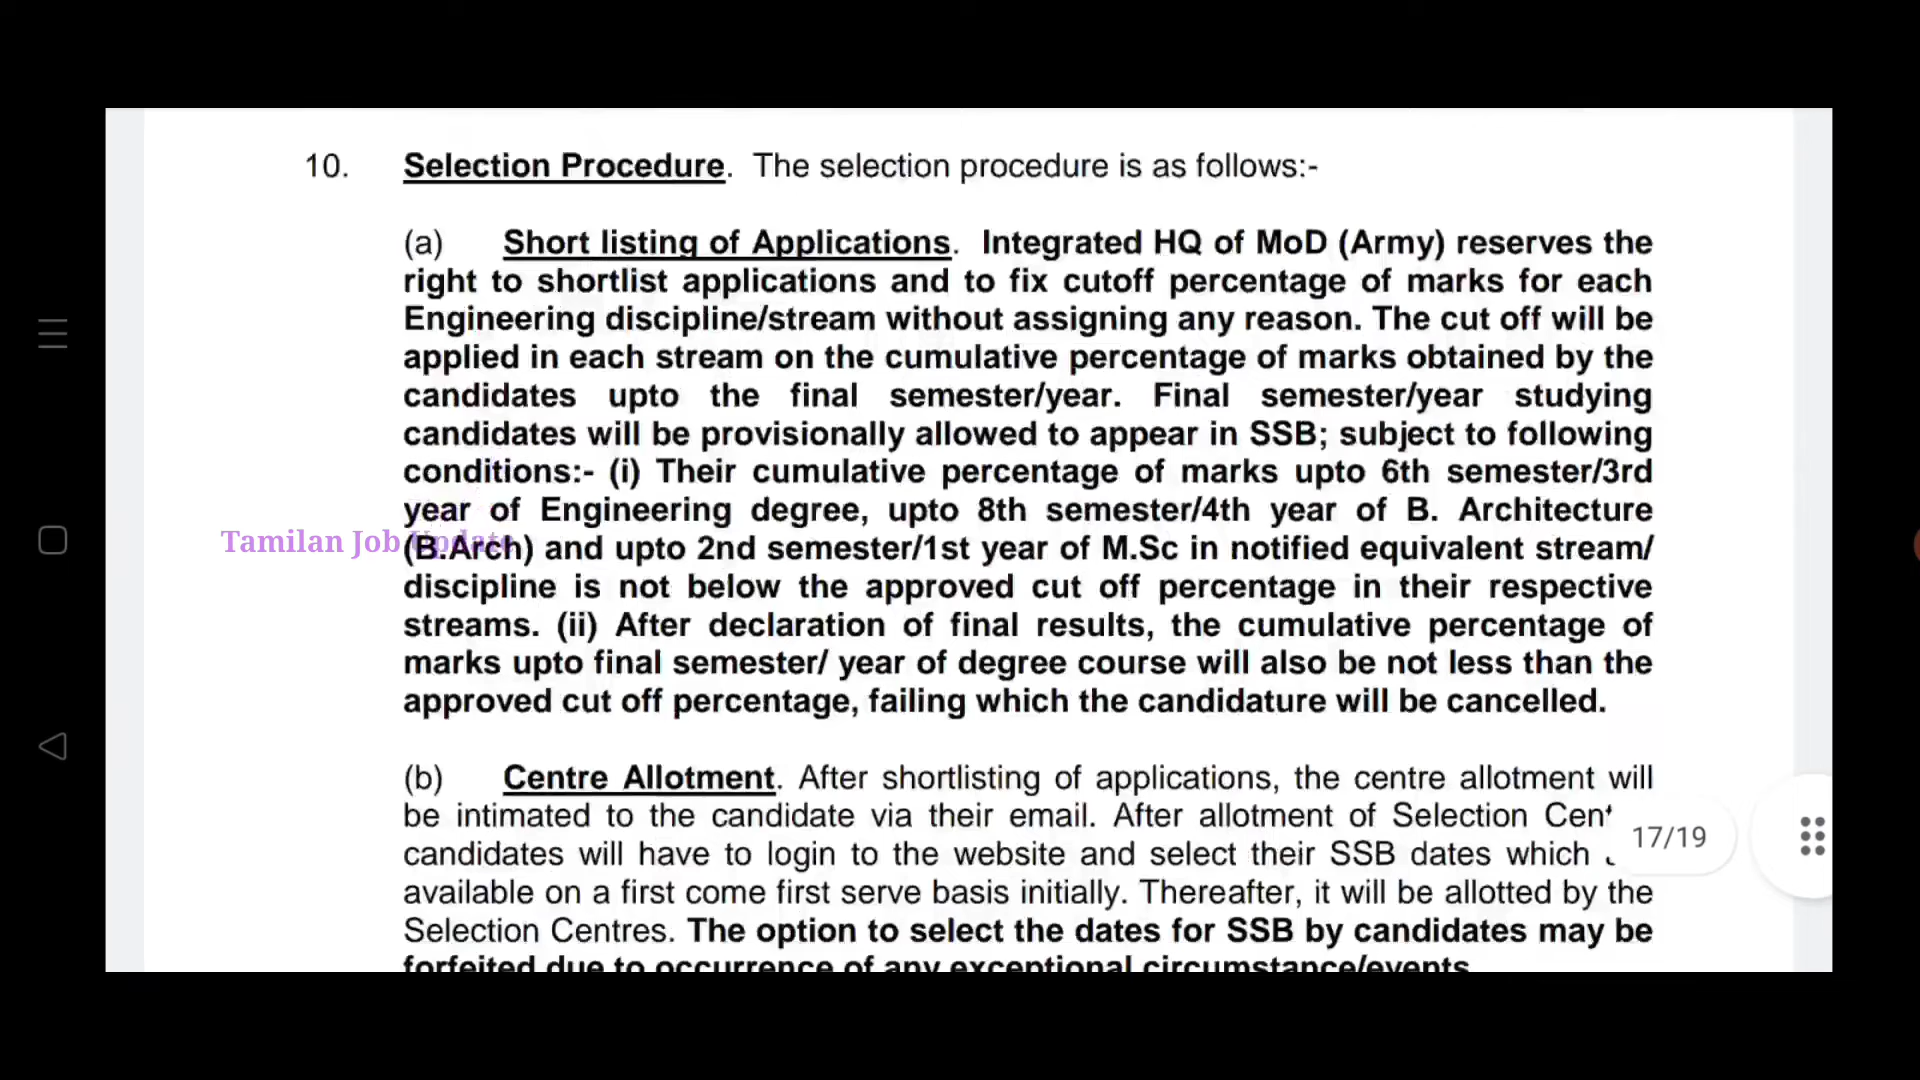 10. Selection Procedure. The selection procedure is as follows:-
(a) Short listing of Applications. Integrated HQ of MoD (Army) reserves the
right to shortlist applications and to fix cutoff percentage of marks for each
Engineering discipline/stream without assigning any reason. The cut off will be
applied in each stream on the cumulative percentage of marks obtained by the
candidates upto the final semester/year. Final semester/year studying
candidates will be provisionally allowed to appear in SSB; subject to following
conditions:- (i) Their cumulative percentage of marks upto 6th semester/3rd
year of Engineering degree, upto 8th semester/4th year of B. Architecture
Tamilan Job Update
(B.Arch) and upto 2nd semester/1st year of M.Sc in notified equivalent stream/
discipline is not below the approved cut off percentage in their respective
streams. (ii) After declaration of final results, the cumulative percentage of
marks upto final semester/ year of degree course will also be not less than the
approved cut off percentage, failing which the candidature will be cancelled.
(b) Centre Allotment. After shortlisting of applications, the centre allotment will
be intimated to the candidate via their email. After allotment of Selection
17/19
candidates will have to login to the website and select their SSB dates which
available on a first come first serve basis initially. Thereafter, it will be allotted by the
Selection Centres. The option to select the dates for SSB by candidates may be
forfeited due to occurrence of any exceptional circumstance/events